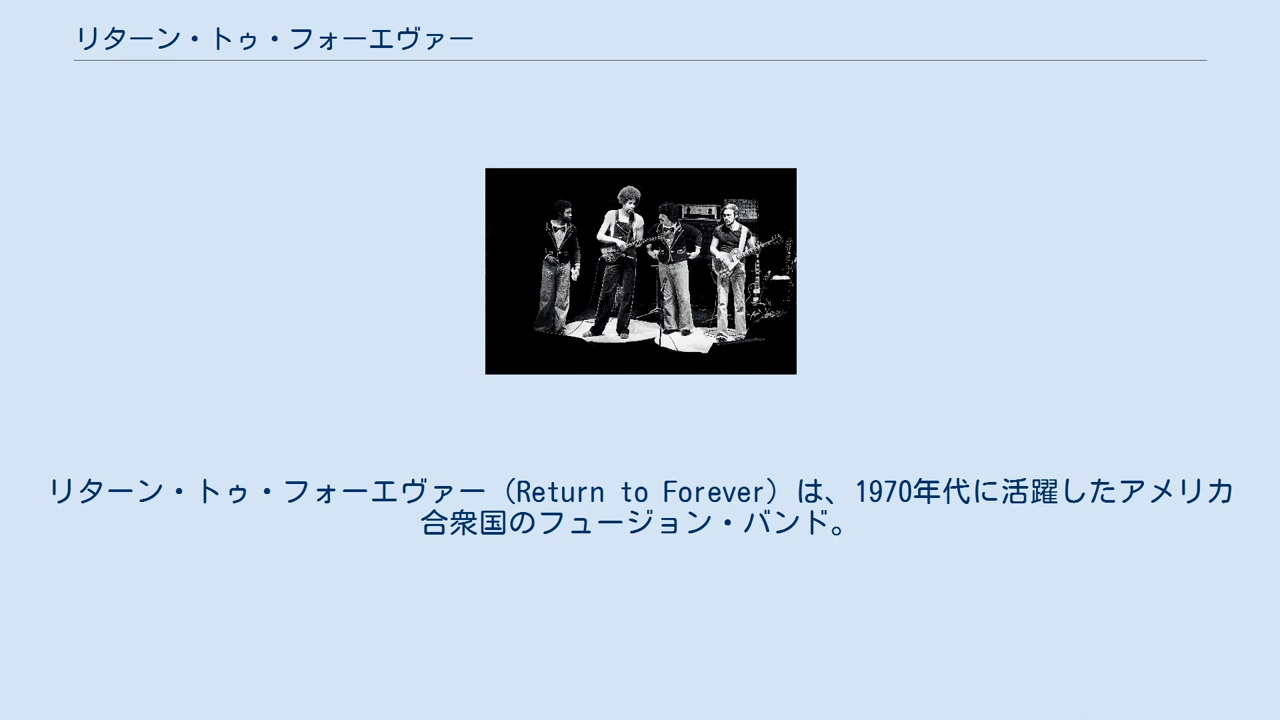 リターン・トゥ・フォーエヴァー
リターン・トゥ・フォーエヴァー（Return to Forever）は、1970年代に活躍したアメリカ
合衆国のフュージョン・バンド。